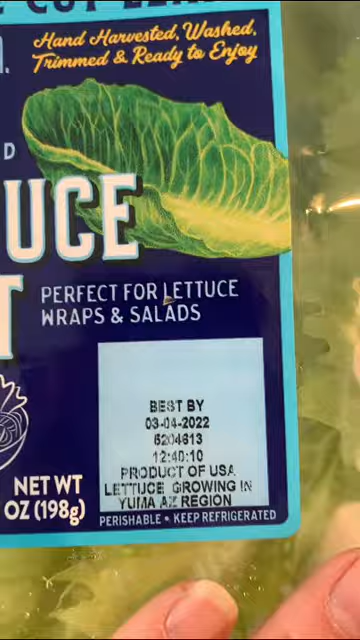 Hand Harvested, Washed,
Trimmed & Ready to Enjoy
D
UCE
T
PERFECT FOR LETTUCE
WRAPS & SALADS
BEST BY
03-04-2022
6204613
12:40:10
PRODUCT OF USA
LETTUCE GROWING IN
YUMA AZ REGION
NET WT
OZ (198g)
PERISHABLE • KEEP REFRIGERATED